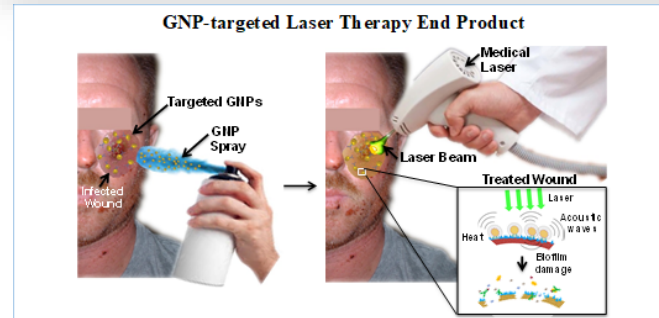 GNP-targeted Laser Therapy End Product
Targeted GNPs
GNP
Spray
Infected
Wound
Medical
Laser
Laser Beam
Treated Wound
Laser
Acoustic
waves
Heat
Biofilm
damage